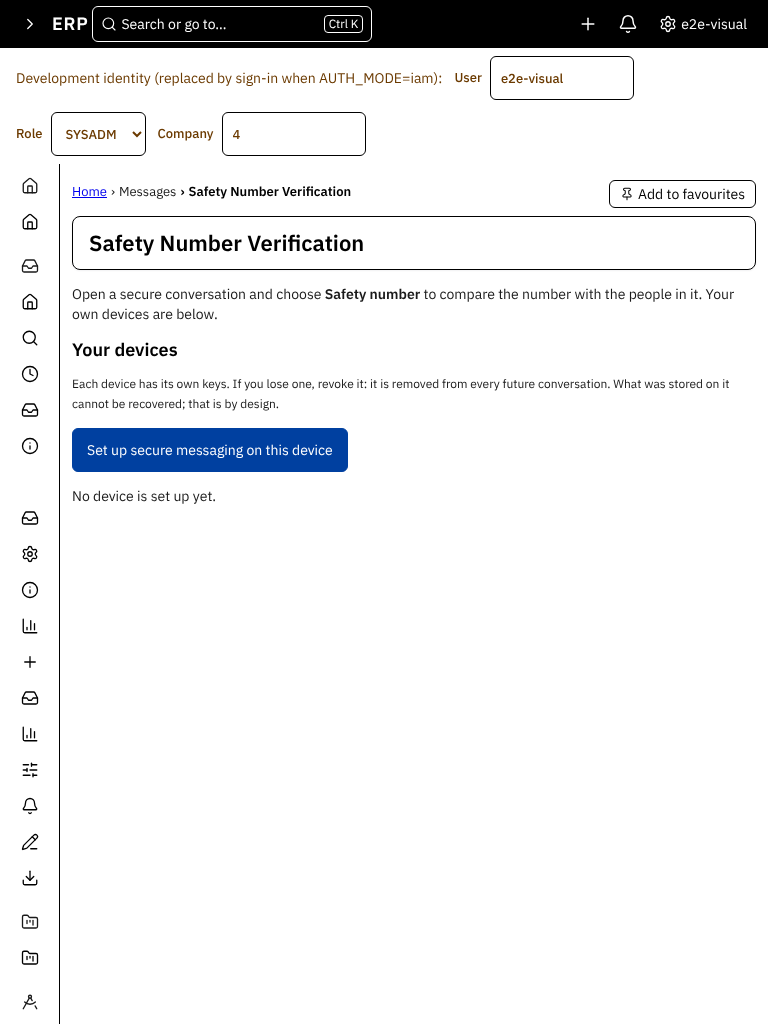 ERP
Search or go to...
Ctrl K
e2e-visual
Development identity (replaced by sign-in when AUTH_MODE=iam):
User
e2e-visual
Role
SYSADM
Company
4
Home › Messages › Safety Number Verification
Add to favourites
Safety Number Verification
Open a secure conversation and choose Safety number to compare the number with the people in it. Your
own devices are below.
Your devices
Each device has its own keys. If you lose one, revoke it: it is removed from every future conversation. What was stored on it
cannot be recovered; that is by design.
Set up secure messaging on this device
No device is set up yet.